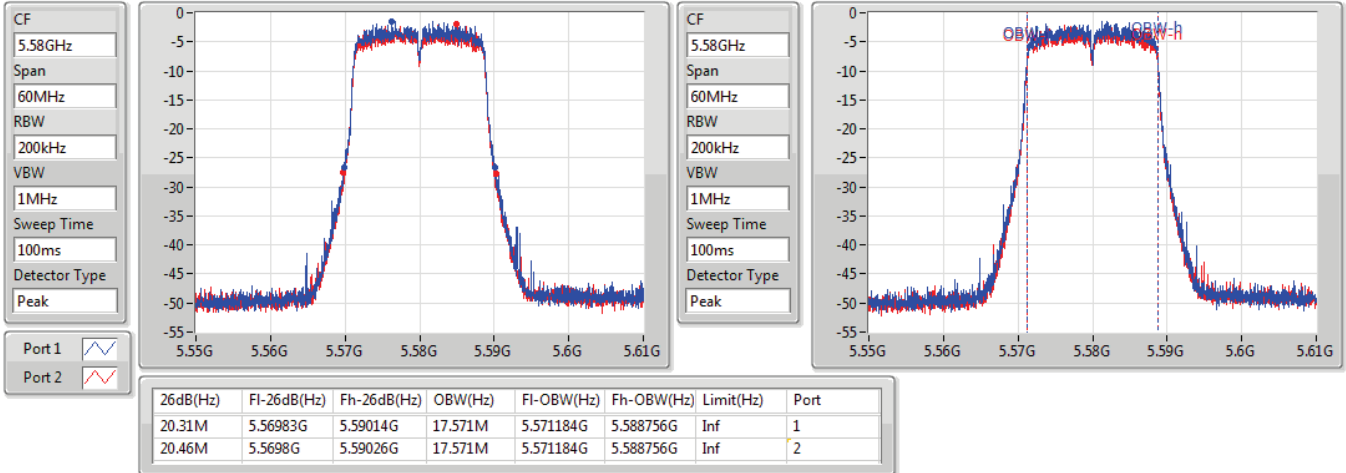 CF
5.58GHz
Span
60MHz
RBW
200kHz
VBW
1MHz
Sweep Time
100ms
Detector Type
Peak
Port 1
Port 2
0
-5
-10
-15
-20
-25
-30
-35
-40
-45
-50
-55
5.55G 5.56G 5.57G 5.58G 5.59G 5.6G 5.61G
CF
5.58GHz
Span
60MHz
RBW
200kHz
VBW
1MHz
Sweep Time
100ms
Detector Type
Peak
0
-5
-10
-15
-20
-25
-30
-35
-40
-45
-50
-55
OBW-h
5.55G 5.56G 5.57G 5.58G 5.59G 5.6G 5.61G
26dB(Hz) Fl-26dB(Hz) Fh-26dB(Hz) OBW(Hz) Fl-OBW(Hz) Fh-OBW(Hz) Limit(Hz) Port
20.31M 5.56983G 5.59014G 17.571M 5.571184G 5.588756G Inf 1
20.46M 5.5698G 5.59026G 17.571M 5.571184G 5.588756G Inf 2